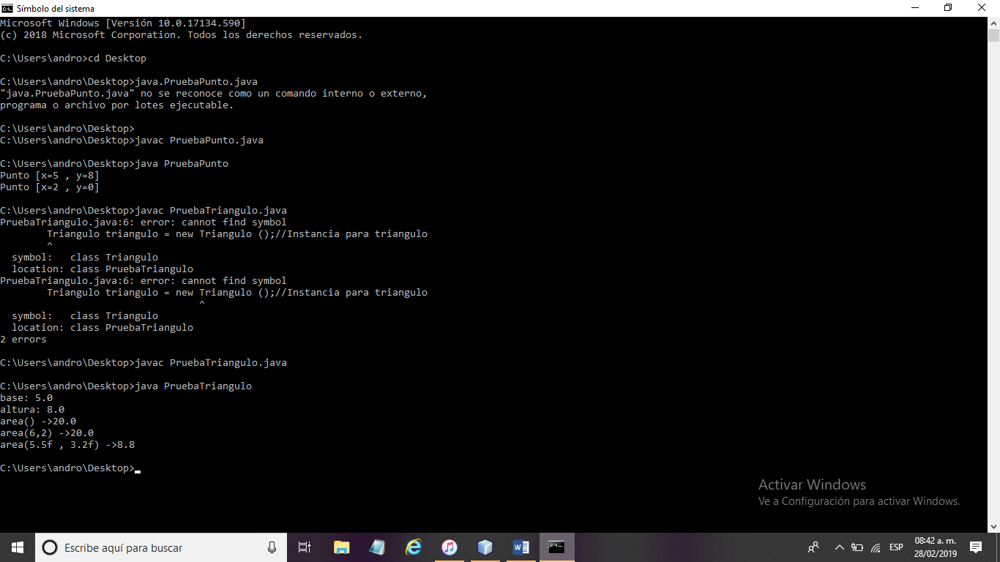 Símbolo del sistema
Microsoft Windows [Versión 10.0.17134.590]
(c) 2018 Microsoft Corporation. Todos los derechos reservados.
C:\Users\andro>cd Desktop
C:\Users\andro\Desktop>java.PruebaPunto.java
"java.PruebaPunto.java" no se reconoce como un comando interno o externo,
programa o archivo por lotes ejecutable.
C:\Users\andro\Desktop>
C:\Users\andro\Desktop>javac PruebaPunto.java
C:\Users\andro\Desktop>java PruebaPunto
Punto [x=5 , y=8]
Punto [x=2 , y=0]
C:\Users\andro\Desktop>javac PruebaTriangulo.java
PruebaTriangulo.java:6: error: cannot find symbol
        Triangulo triangulo = new Triangulo ();//Instancia para triangulo
        ^
  symbol:   class Triangulo
  location: class PruebaTriangulo
PruebaTriangulo.java:6: error: cannot find symbol
        Triangulo triangulo = new Triangulo ();//Instancia para triangulo
                                  ^
  symbol:   class Triangulo
  location: class PruebaTriangulo
2 errors
C:\Users\andro\Desktop>javac PruebaTriangulo.java
C:\Users\andro\Desktop>java PruebaTriangulo
base: 5.0
altura: 8.0
area() ->20.0
area(6,2) ->20.0
area(5.5f , 3.2f) ->8.8
C:\Users\andro\Desktop>
Activar Windows
Ve a Configuración para activar Windows.
Escribe aquí para buscar
ESP
08:42 a. m.
28/02/2019